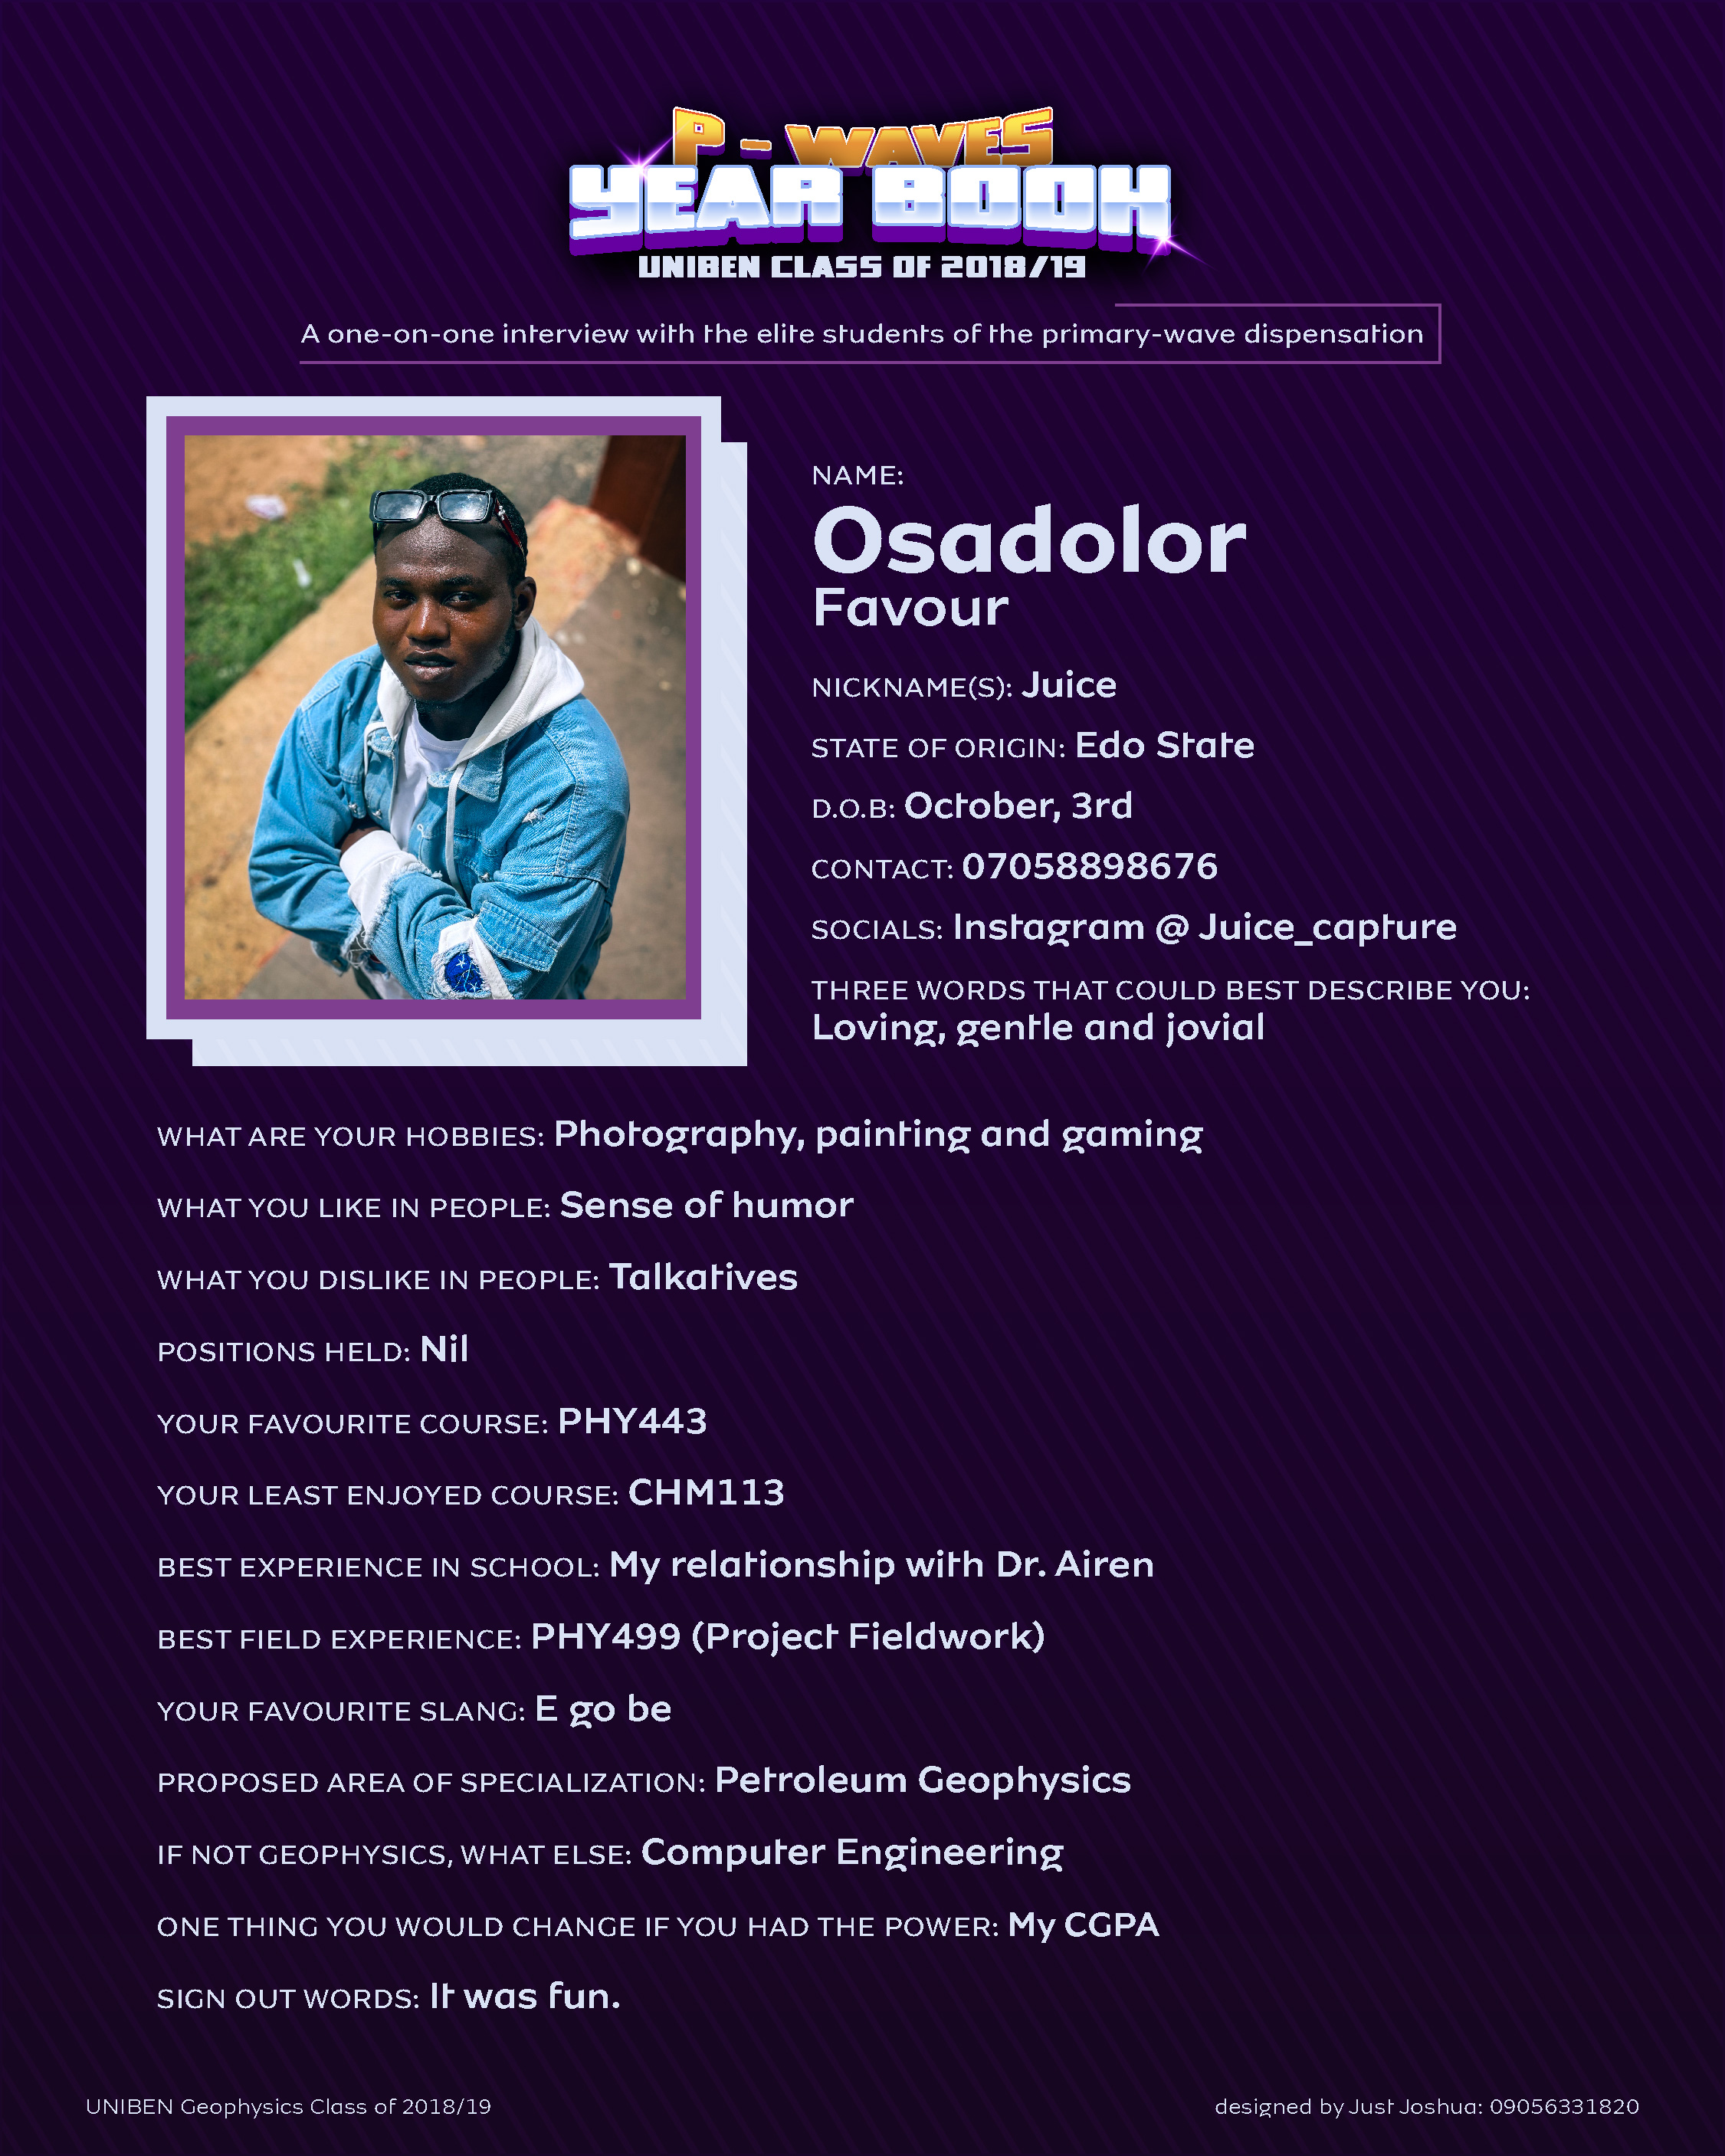 P - WAVES
YEAR BOOK
UNIBEN CLASS OF 2018/19
A one-on-one interview with the elite students of the primary-wave dispensation
NAME:
Osadolor
Favour
NICKNAME(S): Juice
STATE OF ORIGIN: Edo State
D.O.B: October, 3rd
CONTACT: 07058898676
SOCIALS: Instagram @ Juice_capture
THREE WORDS THAT COULD BEST DESCRIBE YOU:
Loving, gentle and jovial
WHAT ARE YOUR HOBBIES: Photography, painting and gaming
WHAT YOU LIKE IN PEOPLE: Sense of humor
WHAT YOU DISLIKE IN PEOPLE: Talkatives
POSITIONS HELD: Nil
YOUR FAVOURITE COURSE: PHY443
YOUR LEAST ENJOYED COURSE: CHM113
BEST EXPERIENCE IN SCHOOL: My relationship with Dr. Airen
BEST FIELD EXPERIENCE: PHY499 (Project Fieldwork)
YOUR FAVOURITE SLANG: E go be
PROPOSED AREA OF SPECIALIZATION: Petroleum Geophysics
IF NOT GEOPHYSICS, WHAT ELSE: Computer Engineering
ONE THING YOU WOULD CHANGE IF YOU HAD THE POWER: My CGPA
SIGN OUT WORDS: It was fun.
UNIBEN Geophysics Class of 2018/19
designed by Just Joshua: 09056331820